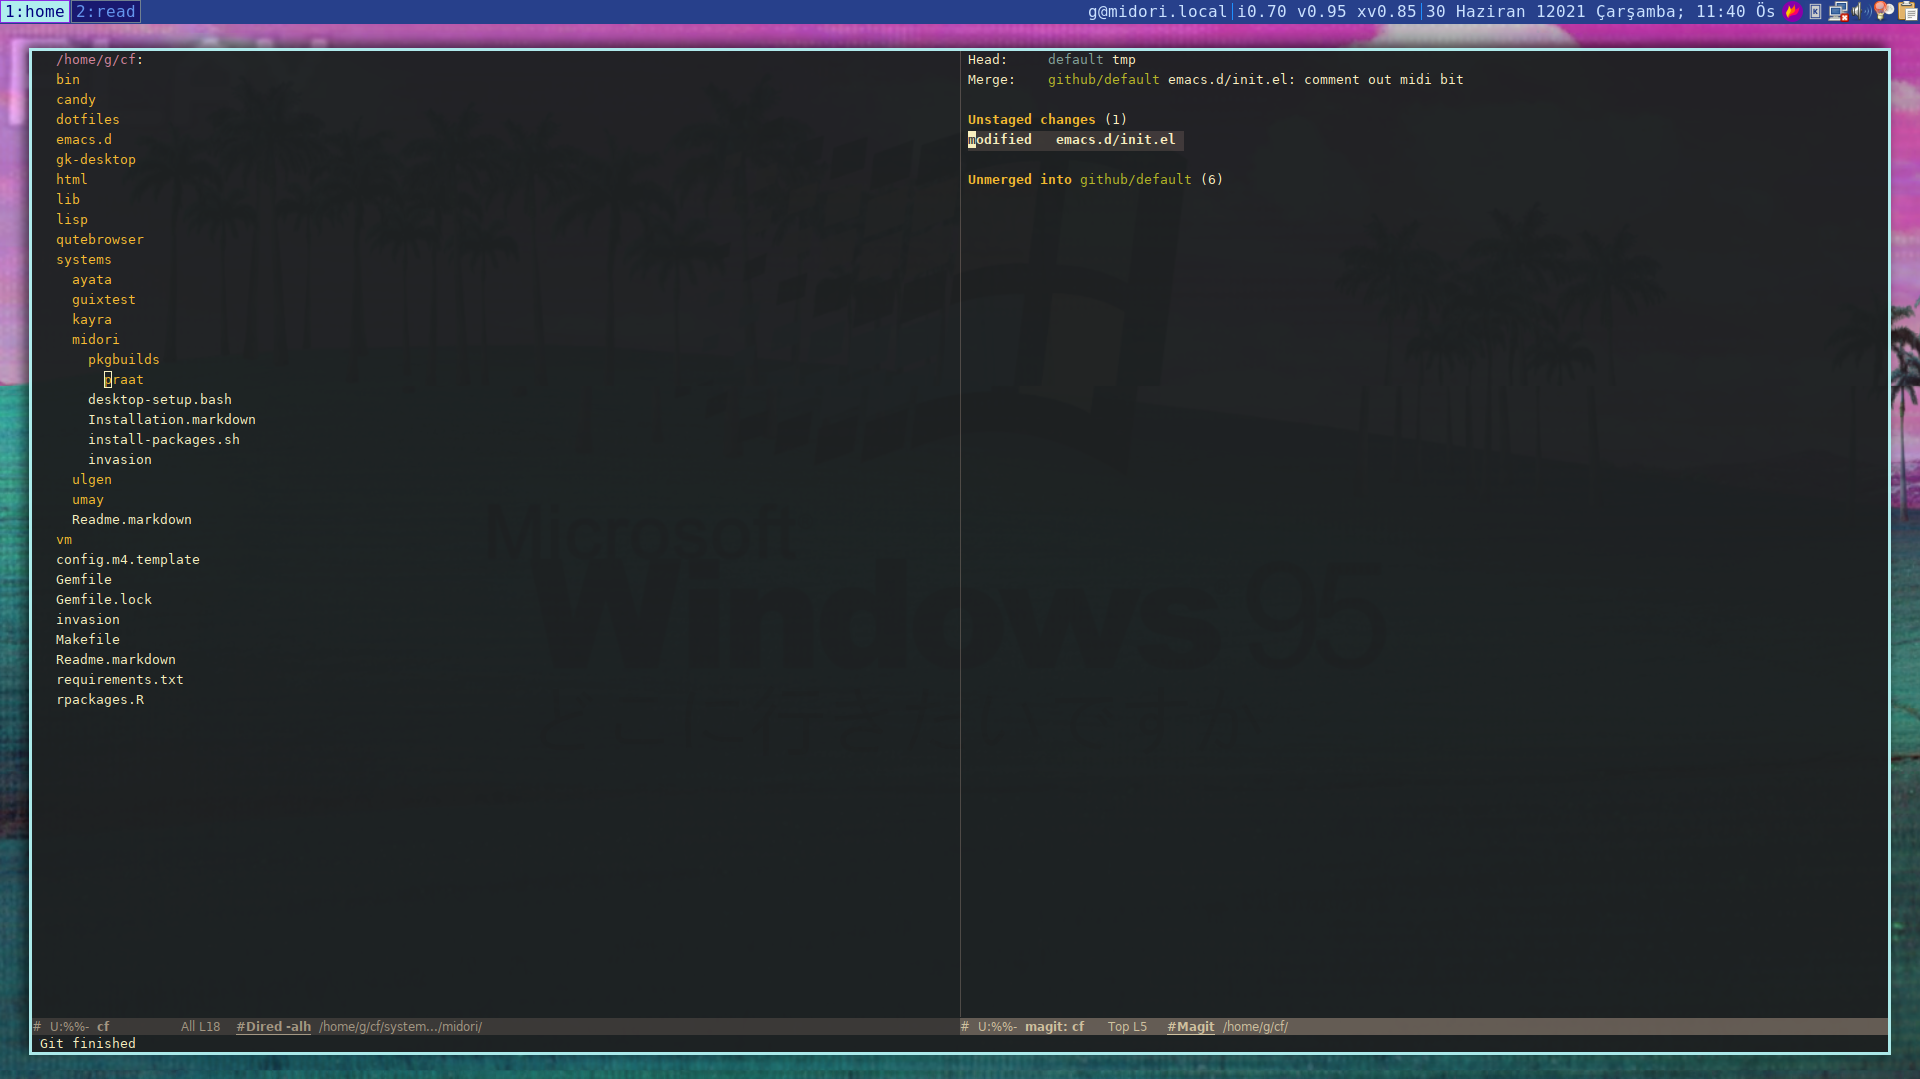 1:home 2:read g@midori.local i0.70 v0.95 xv0.85 30 Haziran 12021 Çarşamba; 11:40 Ös
/home/g/cf:
bin
candy
dotfiles
emacs.d
gk-desktop
html
lib
lisp
qutebrowser
systems
ayata
guixtest
kayra
midori
pkgbuilds
praat
desktop-setup.bash
Installation.markdown
install-packages.sh
invasion
ulgen
umay
Readme.markdown
vm
config.m4.template
Gemfile
Gemfile.lock
invasion
Makefile
Readme.markdown
requirements.txt
rpackages.R
Head: default tmp
Merge: github/default emacs.d/init.el: comment out midi bit
Unstaged changes (1)
modified emacs.d/init.el
Unmerged into github/default (6)
Microsoft
Windows 95
どこに行きたいですか
# U:%%- cf All L18 #Dired -alh /home/g/cf/system…/midori/
# U:%%- magit: cf Top L5 #Magit /home/g/cf/
Git finished